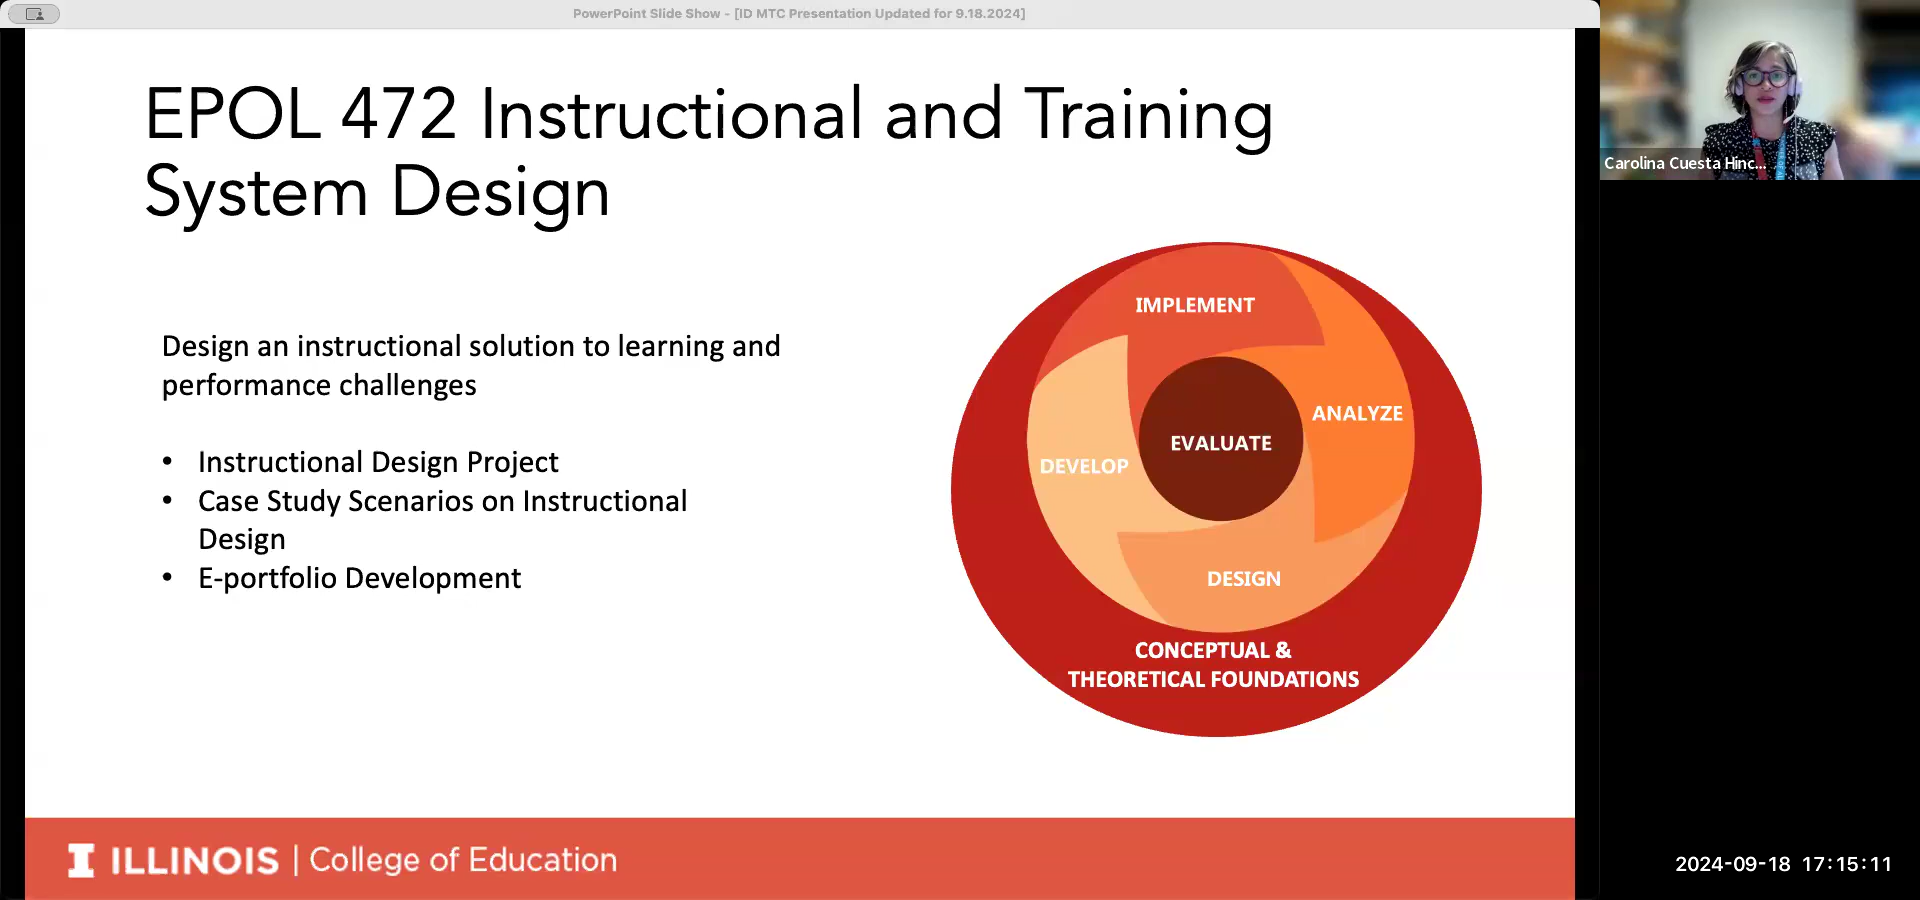 PowerPoint Slide Show - [ID MTC Presentation Updated for 9.18.2024]
EPOL 472 Instructional and Training
System Design
Design an instructional solution to learning and
performance challenges
• Instructional Design Project
• Case Study Scenarios on Instructional
Design
• E-portfolio Development
IMPLEMENT
ANALYZE
EVALUATE
DEVELOP
DESIGN
CONCEPTUAL &
THEORETICAL FOUNDATIONS
I ILLINOIS | College of Education
Carolina Cuesta Hinc...
2024-09-18 17:15:11